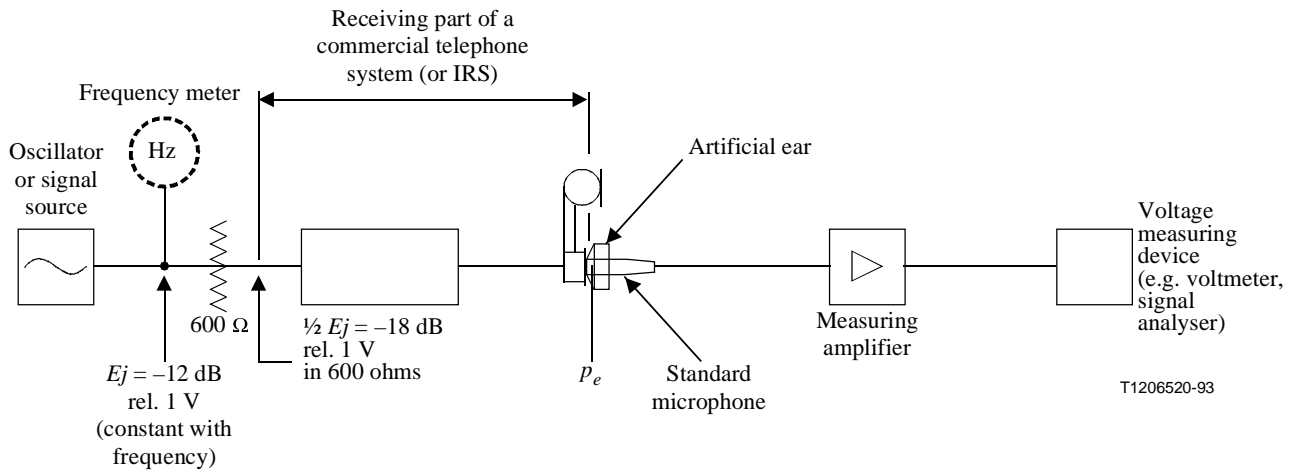 Receiving part of a
commercial telephone
system (or IRS)
Frequency meter
Hz
Oscillator
or signal
source
Artificial ear
Voltage
measuring
device
(e.g. voltmeter,
signal
analyser)
600 Ω
½ Ej = –18 dB
rel. 1 V
in 600 ohms
Measuring
amplifier
Ej = –12 dB
rel. 1 V
(constant with
frequency)
pe
Standard
microphone
T1206520-93